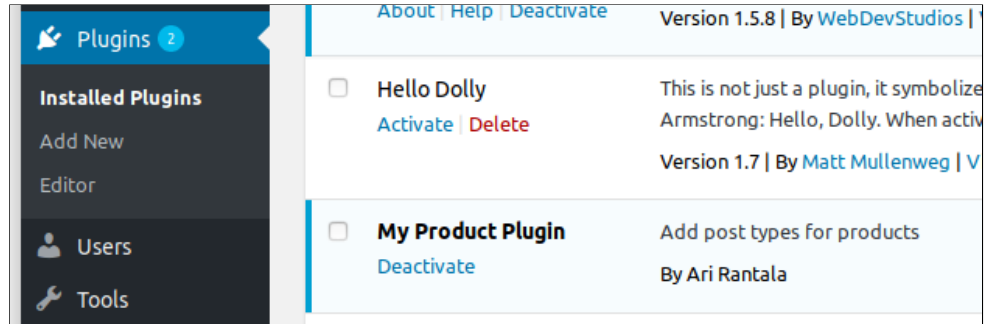 Plugins 2
Installed Plugins
Add New
Editor
Users
Tools
About | Help | Deactivate
Version 1.5.8 | By WebDevStudios |
Hello Dolly
Activate | Delete
This is not just a plugin, it symbolize
Armstrong: Hello, Dolly. When activ
Version 1.7 | By Matt Mullenweg | V
My Product Plugin
Deactivate
Add post types for products
By Ari Rantala